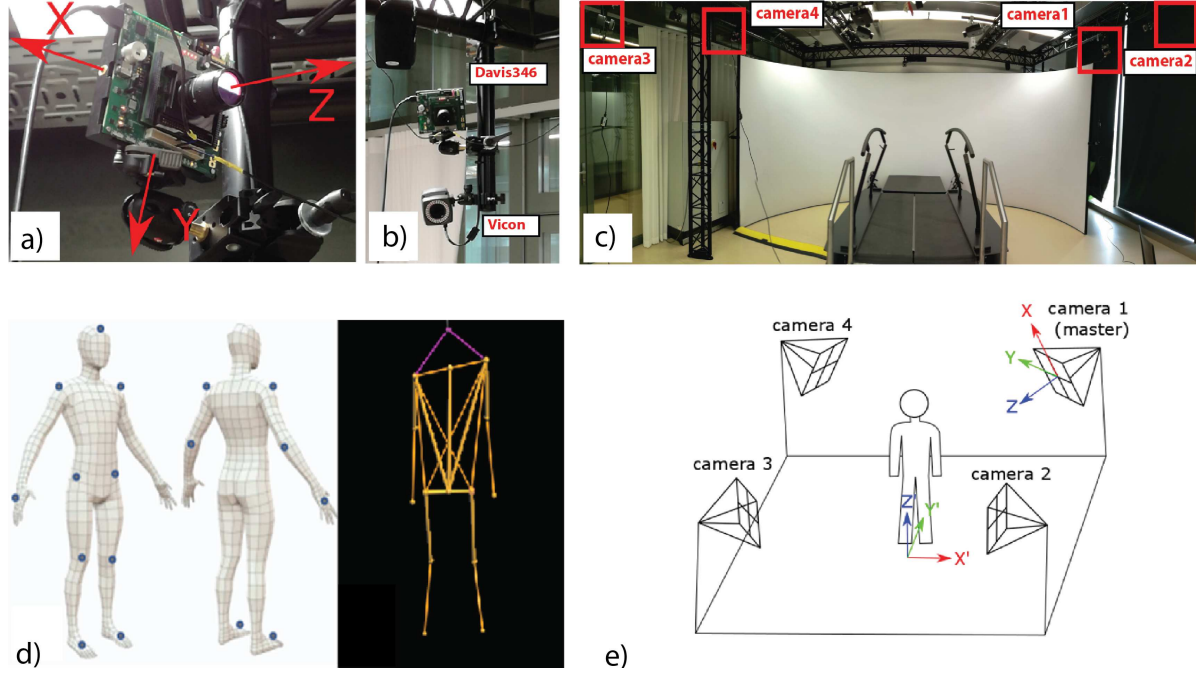 X
Z
Y
a)
Davis346
Vicon
b)
camera4
camera1
camera3
camera2
c)
d)
camera 4
X
camera 1
(master)
Y
Z
camera 3
camera 2
Z'
Y'
X'
e)